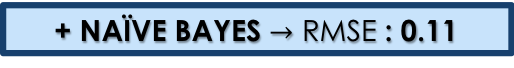 + NAÏVE BAYES → RMSE : 0.11